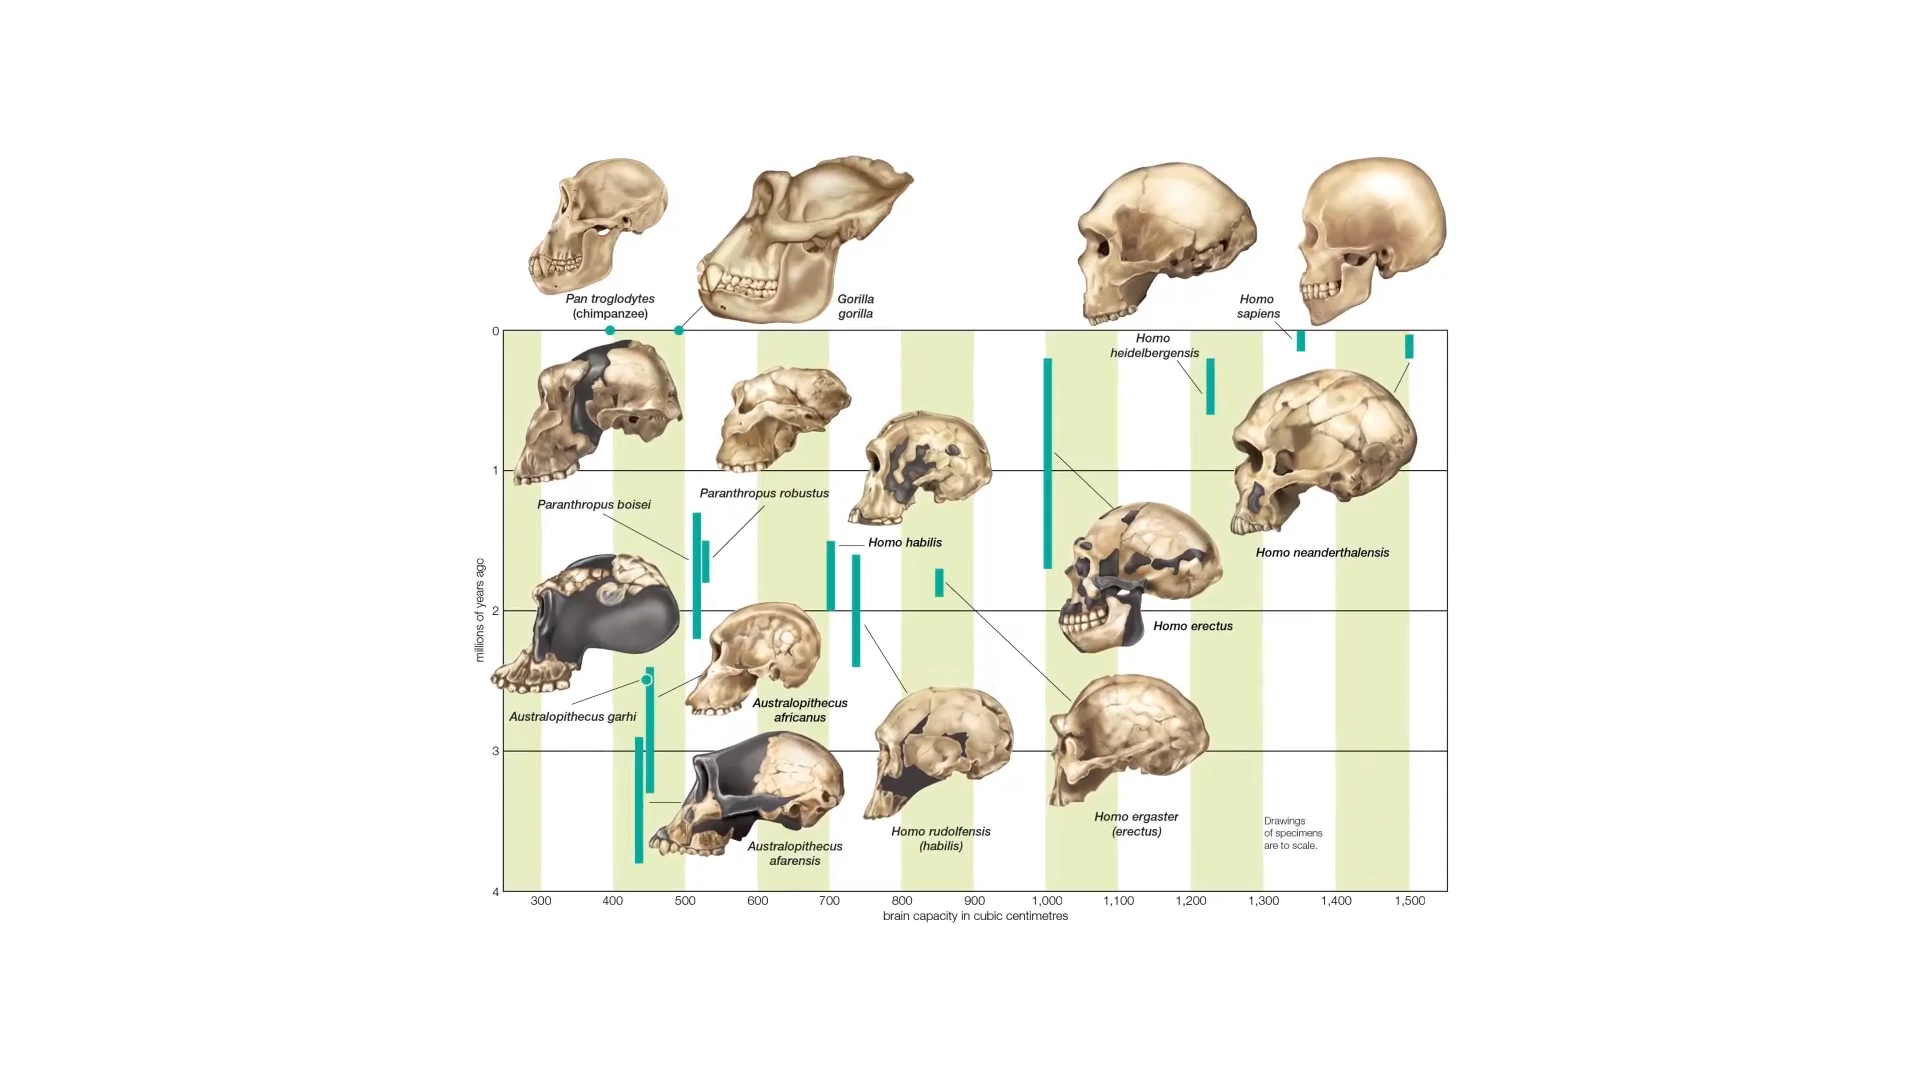 Pan troglodytes
(chimpanzee)
Gorilla
gorilla
Homo
sapiens
Homo
heidelbergensis
Paranthropus boisei
Paranthropus robustus
Homo habilis
Homo neanderthalensis
Homo erectus
Australopithecus garhi
Australopithecus
africanus
Australopithecus
afarensis
Homo rudolfensis
(habilis)
Homo ergaster
(erectus)
Drawings
of specimens
are to scale.
millions of years ago
0
1
2
3
4
300 400 500 600 700 800 900 1,000 1,100 1,200 1,300 1,400 1,500
brain capacity in cubic centimetres